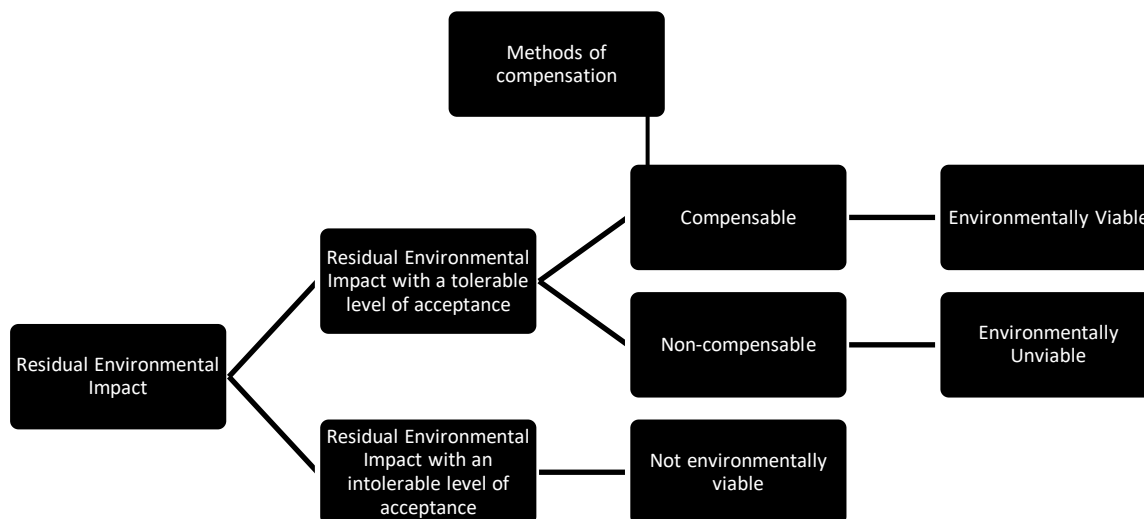 Methods of
compensation
Compensable
Environmentally Viable
Residual Environmental
Impact with a tolerable
level of acceptance
Non-compensable
Environmentally
Unviable
Residual Environmental
Impact
Residual Environmental
Impact with an
intolerable level of
acceptance
Not environmentally
viable